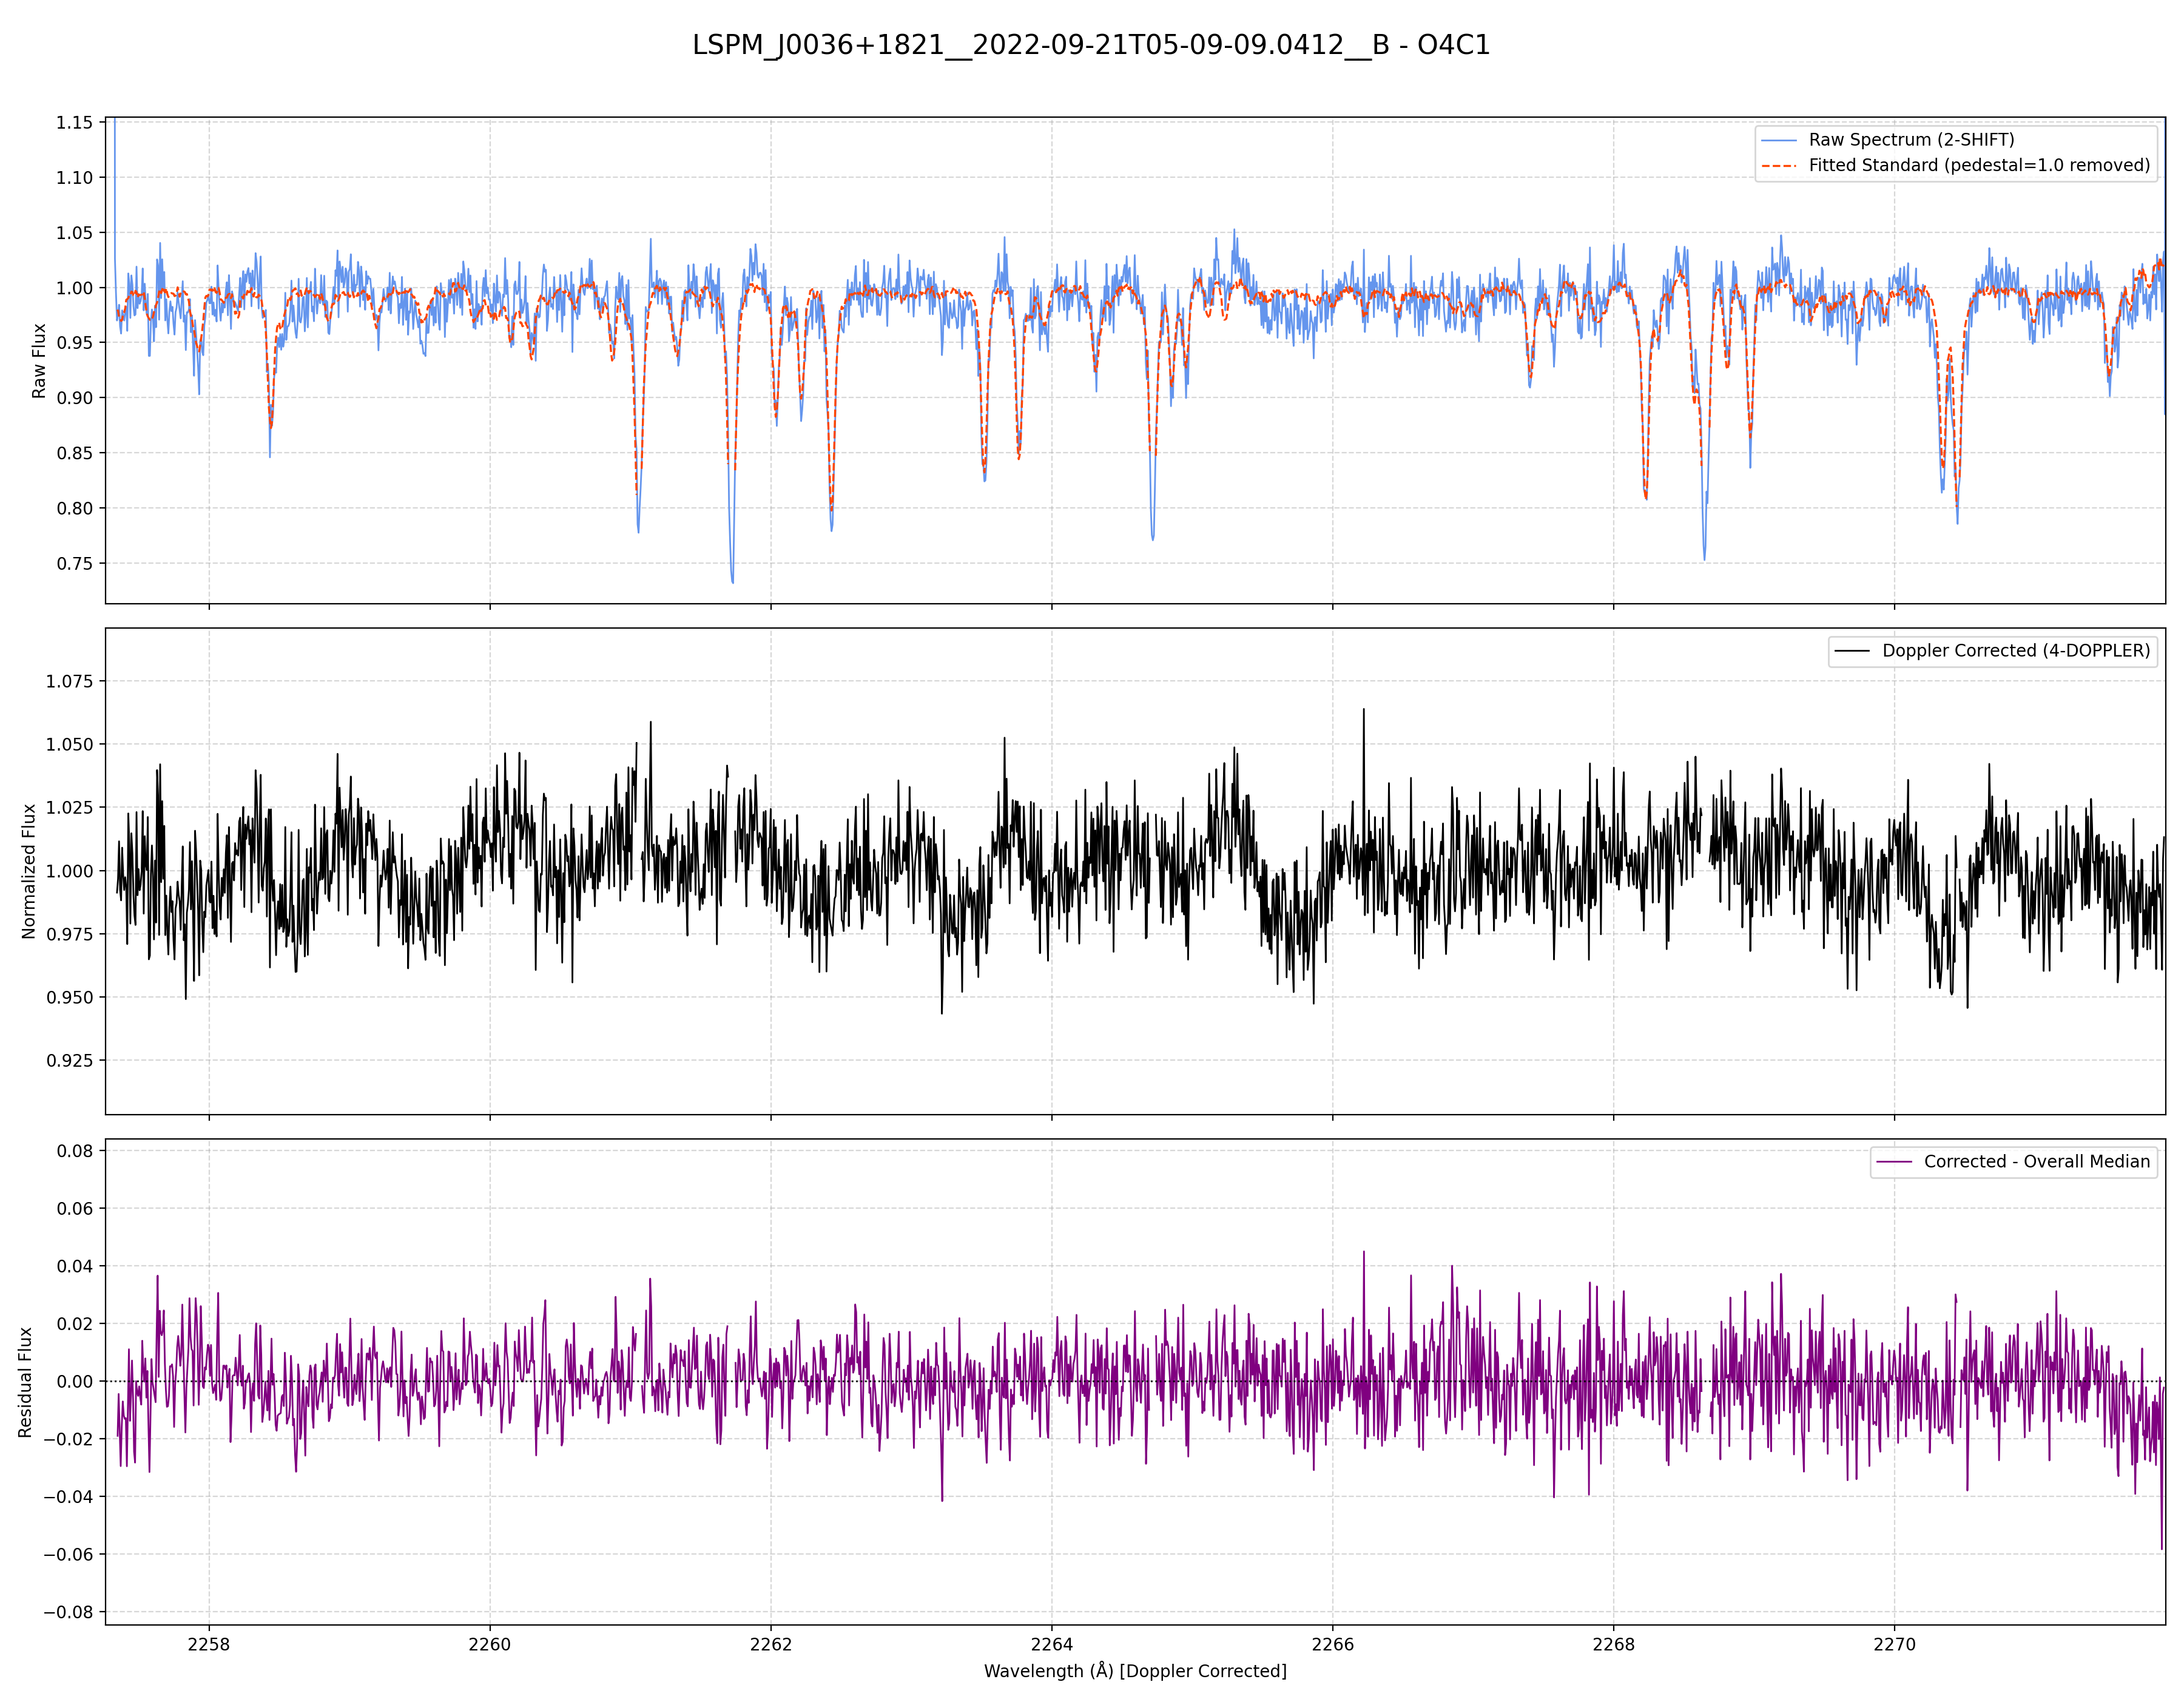 LSPM_J0036+1821__2022-09-21T05-09-09.0412__B - O4C1
Raw Flux
1.15
1.10
1.05
1.00
0.95
0.90
0.85
0.80
0.75
Raw Spectrum (2-SHIFT)
Fitted Standard (pedestal=1.0 removed)
Normalized Flux
1.075
1.050
1.025
1.000
0.975
0.950
0.925
Doppler Corrected (4-DOPPLER)
Residual Flux
0.08
0.06
0.04
0.02
0.00
−0.02
−0.04
−0.06
−0.08
Corrected - Overall Median
2258 2260 2262 2264 2266 2268 2270
Wavelength (Å) [Doppler Corrected]